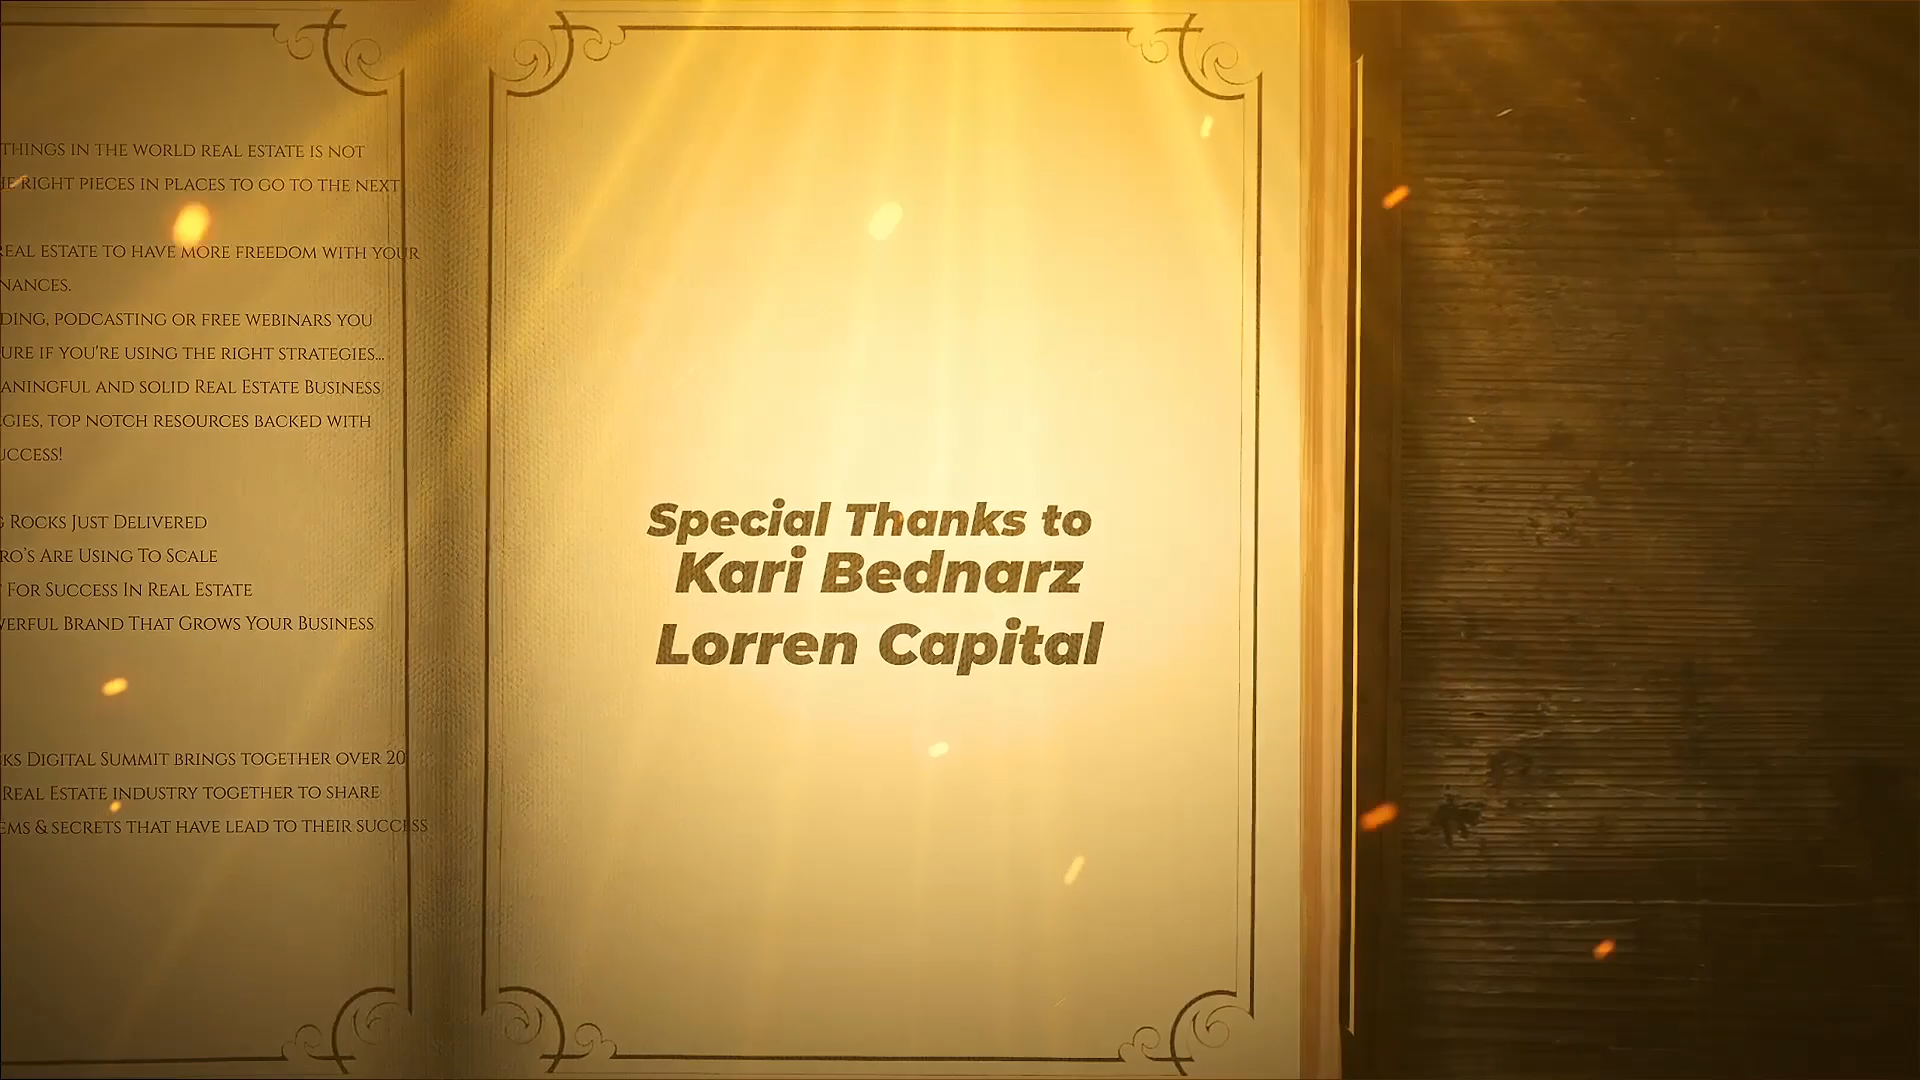 THINGS IN THE WORLD REAL ESTATE IS NOT
RIGHT PIECES IN PLACES TO GO TO THE NEXT
REAL ESTATE TO HAVE MORE FREEDOM WITH YOUR
NANCES.
DING, PODCASTING OR FREE WEBINARS YOU
URE IF YOU'RE USING THE RIGHT STRATEGIES...
ANINGFUL AND SOLID REAL ESTATE BUSINESS
GIES, TOP NOTCH RESOURCES BACKED WITH
UCCESS!
G ROCKS JUST DELIVERED
RO'S ARE USING TO SCALE
FOR SUCCESS IN REAL ESTATE
VERFUL BRAND THAT GROWS YOUR BUSINESS
KS DIGITAL SUMMIT BRINGS TOGETHER OVER 20
REAL ESTATE INDUSTRY TOGETHER TO SHARE
EMS & SECRETS THAT HAVE LEAD TO THEIR SUCCESS
Special Thanks to
Kari Bednarz
Lorren Capital